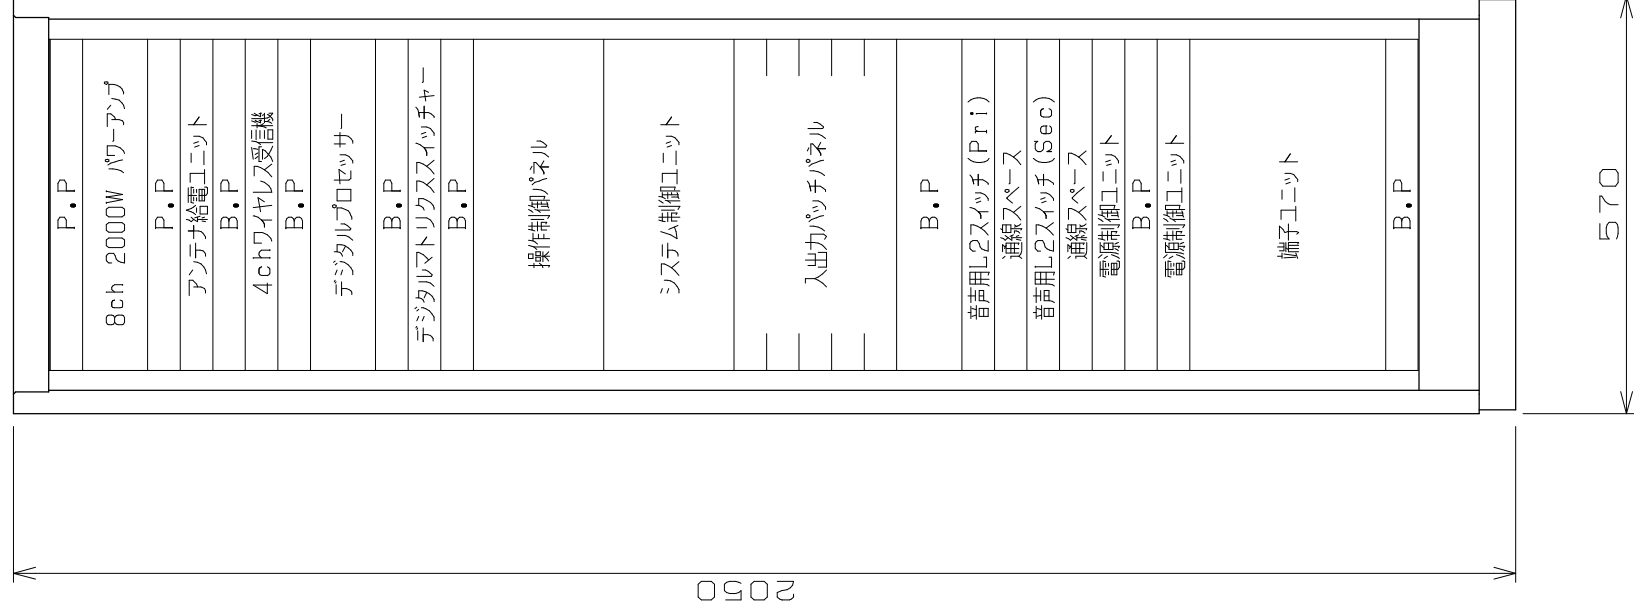 P.P
8ch 2000W パワーアンプ
P.P
アンテナ給電ユニット
B.P
4chワイヤレス受信機
B.P
デジタルプロセッサー
B.P
デジタルマトリクススイッチャー
B.P
操作制御パネル
システム制御ユニット
入出力パッチパネル
B.P
音声用L2スイッチ(Pri)
通線スペース
音声用L2スイッチ(Sec)
通線スペース
電源制御ユニット
B.P
電源制御ユニット
端子ユニット
B.P
570
2050